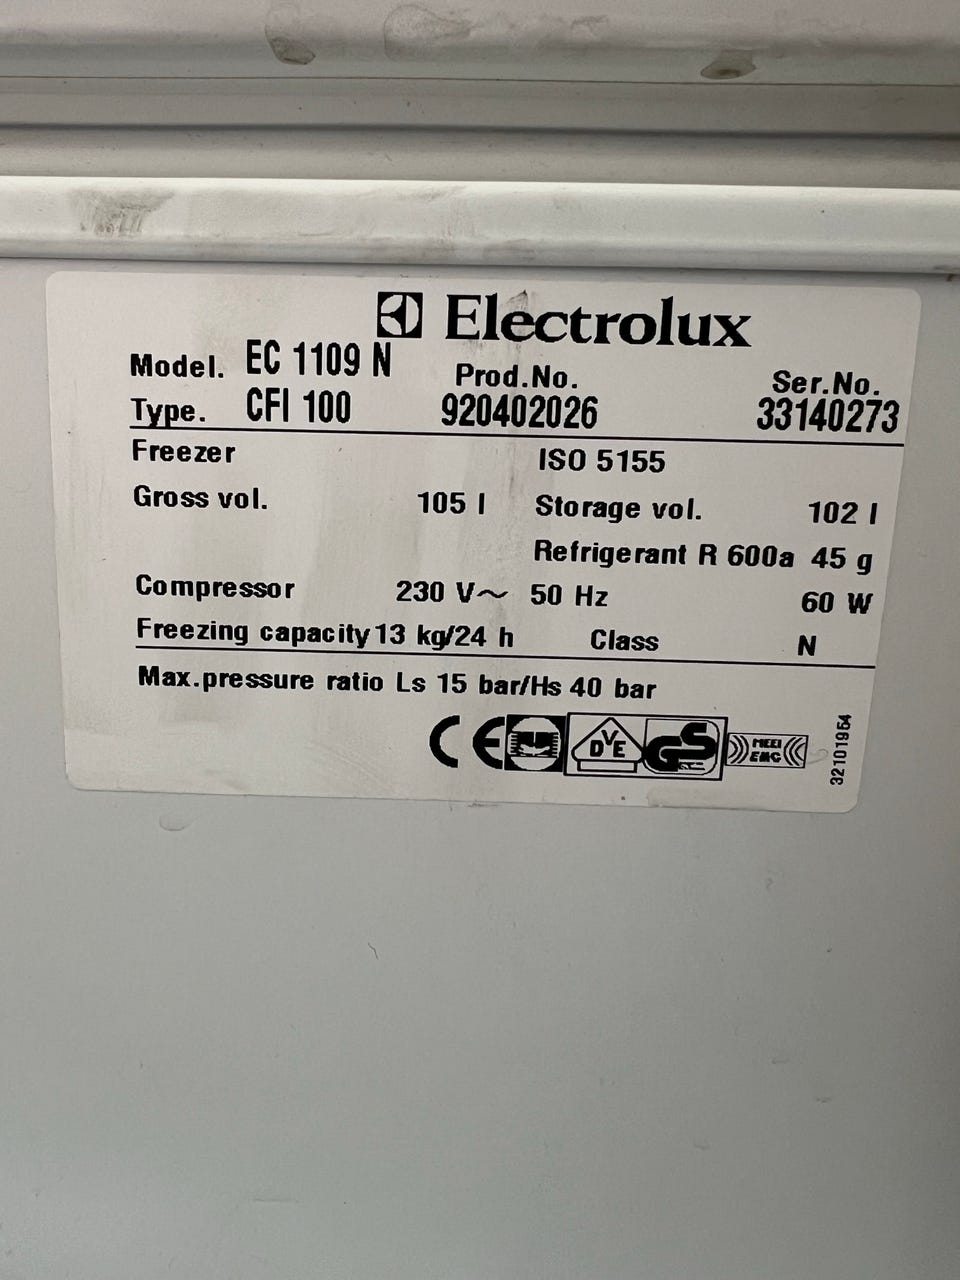 Electrolux
Model. EC 1109 N Prod.No. Ser.No.
Type. CFI 100 920402026 33140273
Freezer ISO 5155
Gross vol. 105 l Storage vol. 102 l
Refrigerant R 600a 45 g
Compressor 230 V~ 50 Hz 60 W
Freezing capacity 13 kg/24 h Class N
Max.pressure ratio Ls 15 bar/Hs 40 bar
CE DVE GS MEEI EMC
32101954